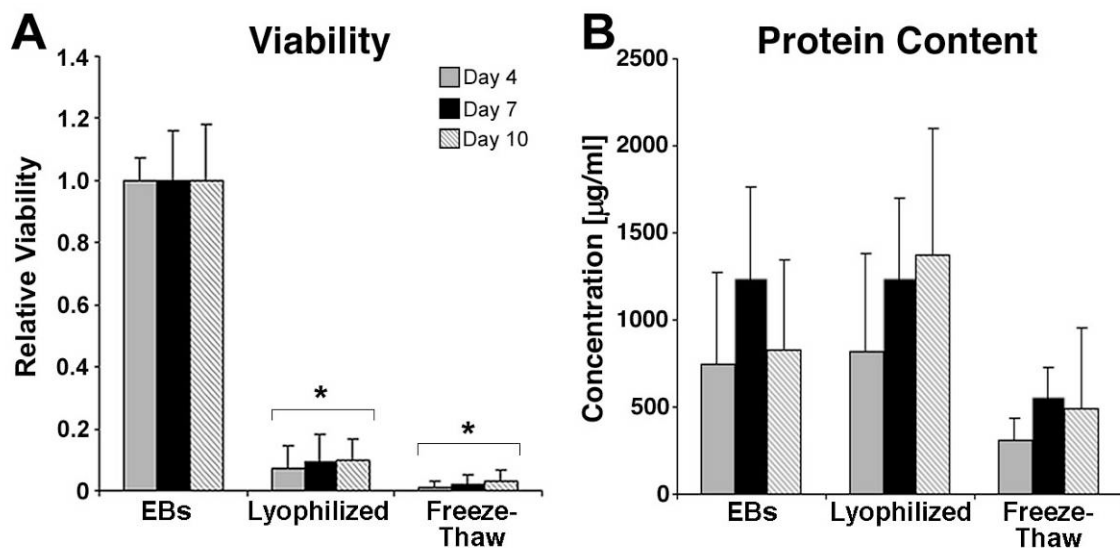 A
Viability
Relative Viability
1.4
1.2
1.0
0.8
0.6
0.4
0.2
0
Day 4
Day 7
Day 10
*
*
EBs
Lyophilized
Freeze-
Thaw
B
Protein Content
Concentration [µg/ml]
2500
2000
1500
1000
500
0
EBs
Lyophilized
Freeze-
Thaw